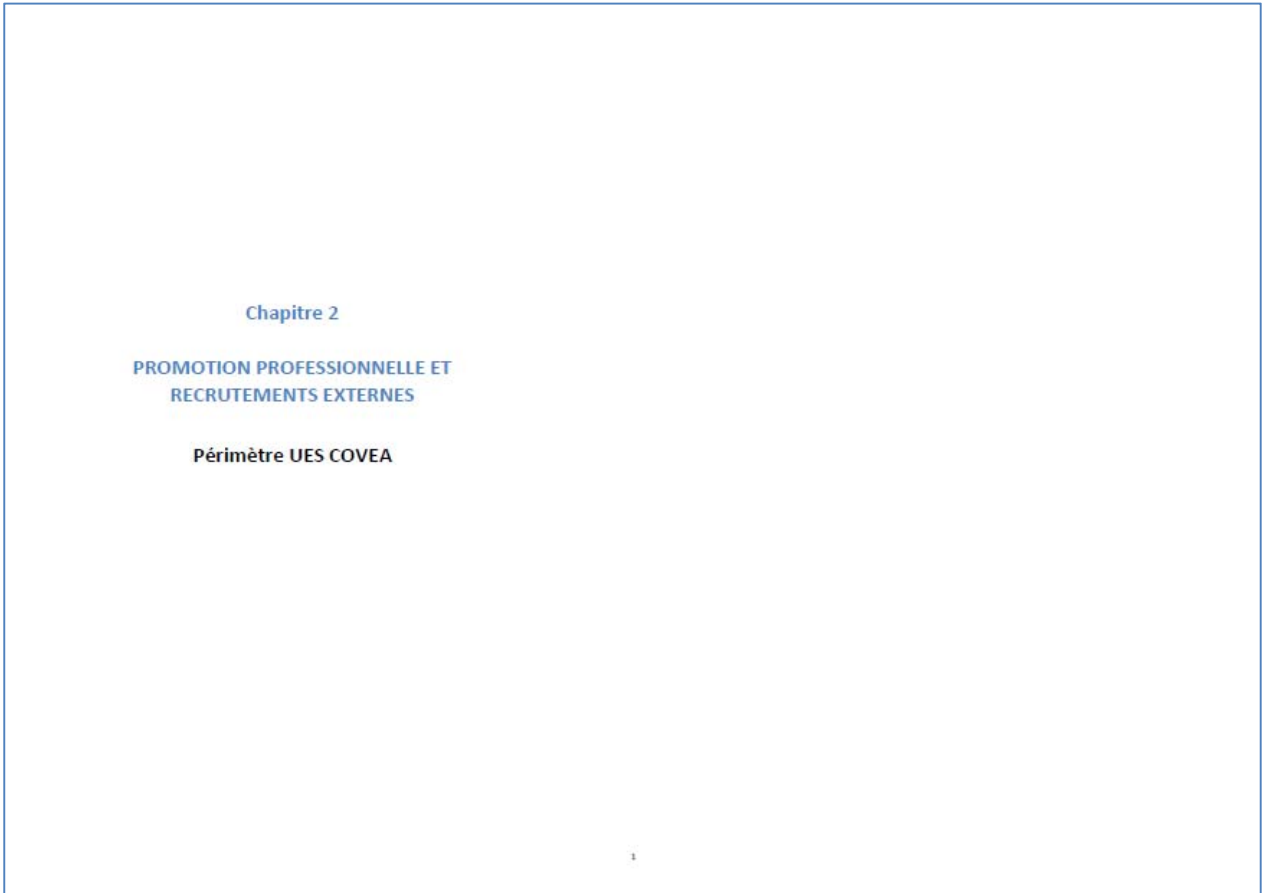 Chapitre 2
PROMOTION PROFESSIONNELLE ET
RECRUTEMENTS EXTERNES
Périmètre UES COVEA
1